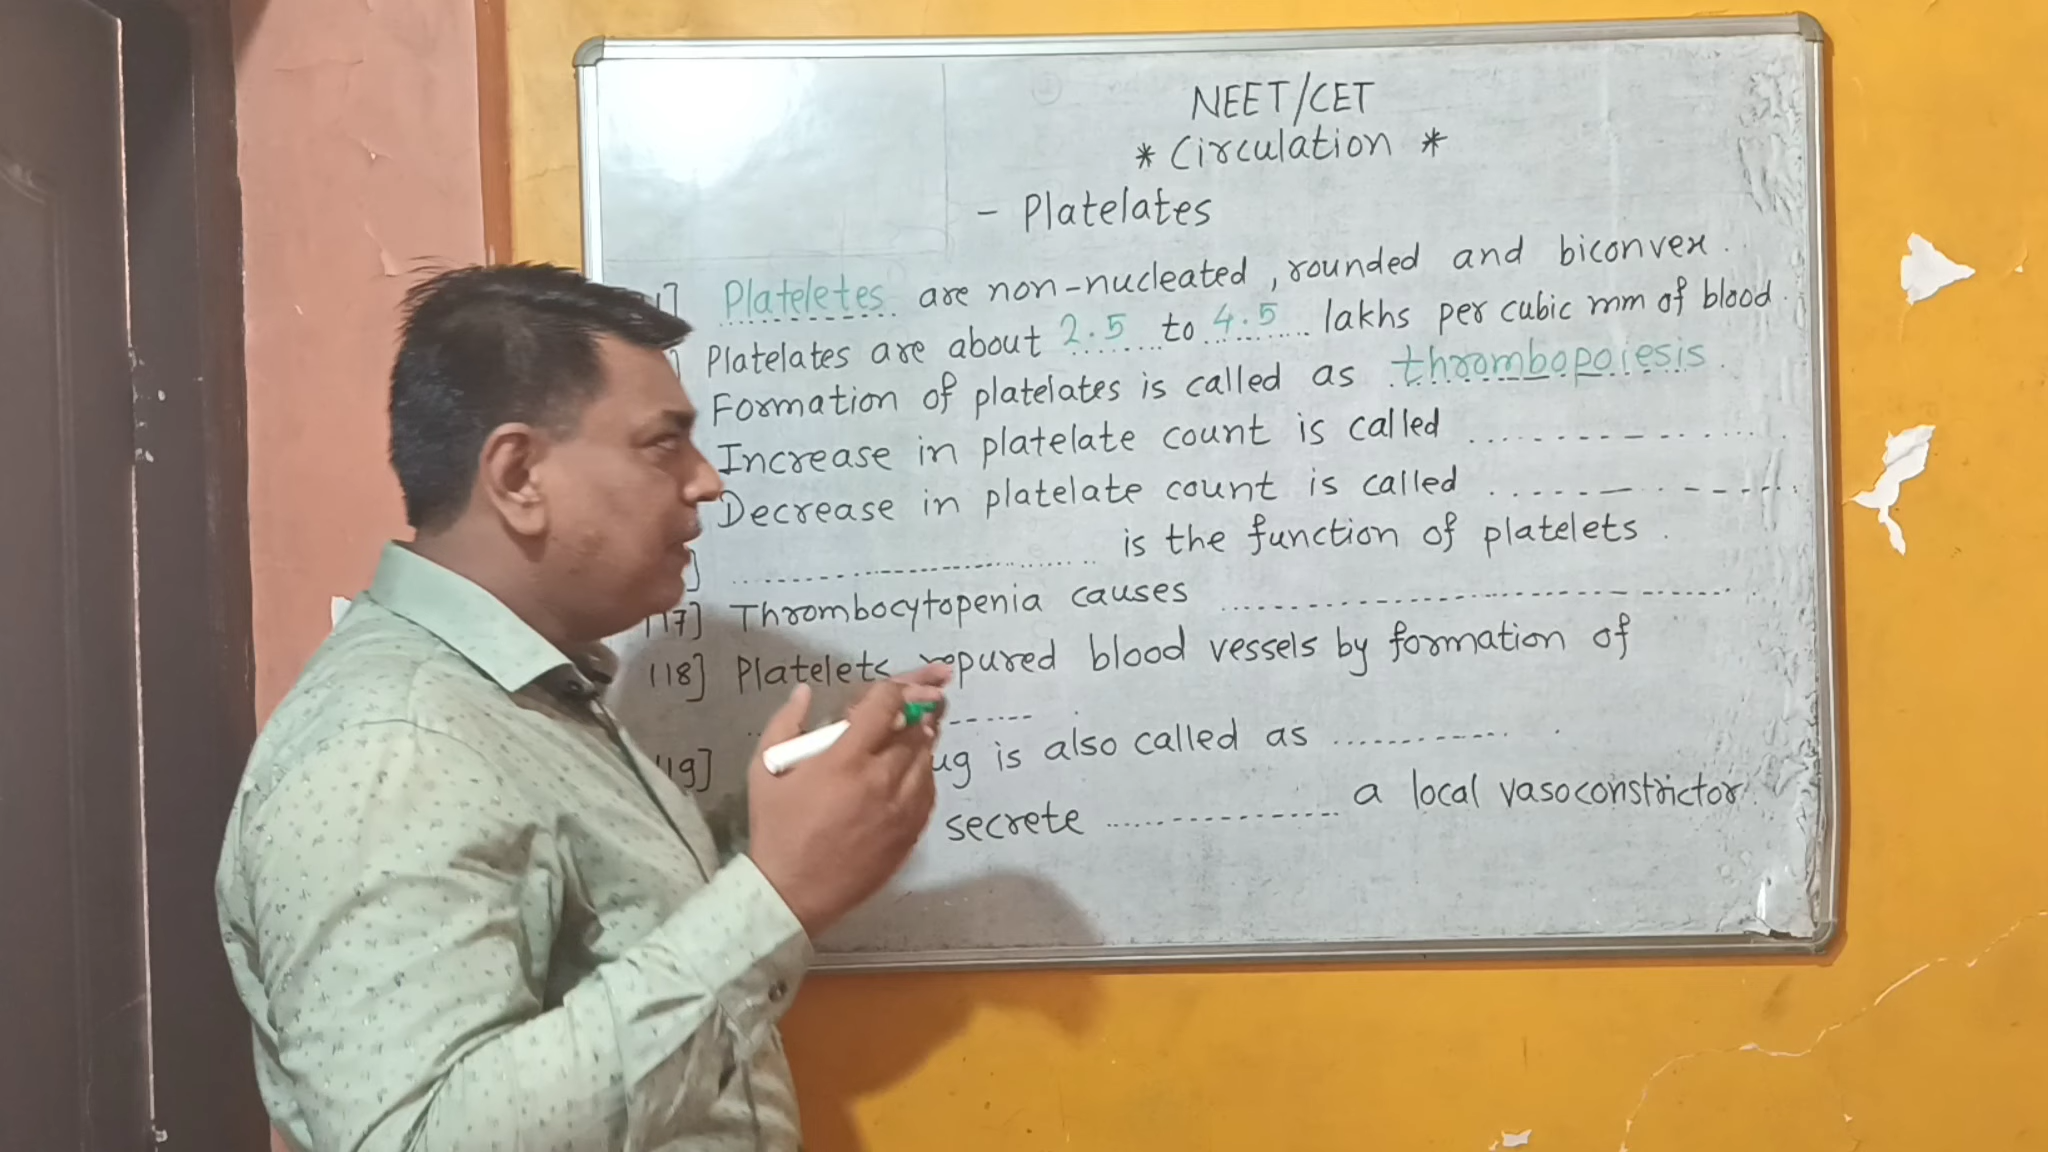 NEET/CET
* Circulation *
- Platelates
1] Plateletes are non-nucleated, rounded and biconvex.
] Platelates are about 2.5 to 4.5 lakhs per cubic mm of blood.
Formation of platelates is called as thrombopoiesis.
Increase in platelate count is called ..............
Decrease in platelate count is called ..............
] .............. is the function of platelets.
117] Thrombocytopenia causes ..............
118] Platelets repured blood vessels by formation of
..............
119] ug is also called as .............. .
secrete .............. a local vasoconstrictor.